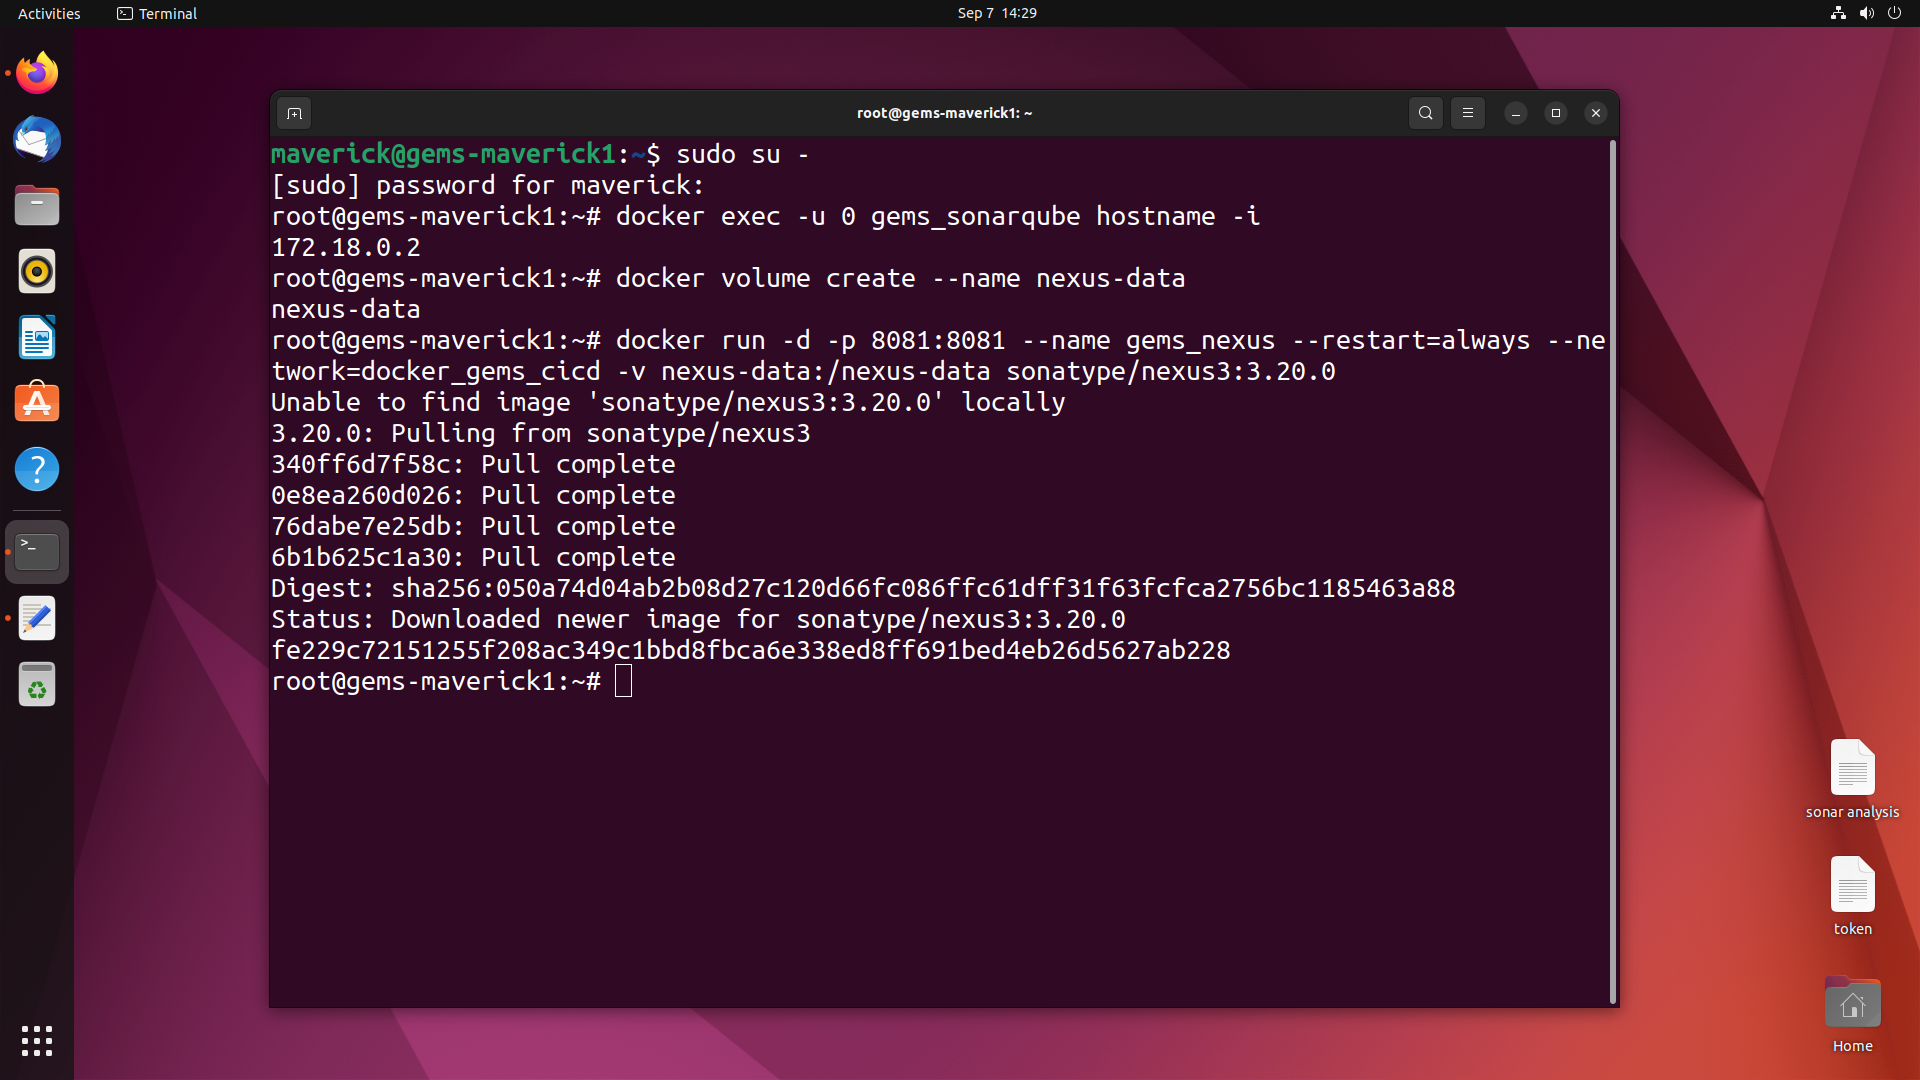 Activities
Terminal
Sep 7 14:29
root@gems-maverick1: ~
maverick@gems-maverick1:~$ sudo su -
[sudo] password for maverick:
root@gems-maverick1:~# docker exec -u 0 gems_sonarqube hostname -i
172.18.0.2
root@gems-maverick1:~# docker volume create --name nexus-data
nexus-data
root@gems-maverick1:~# docker run -d -p 8081:8081 --name gems_nexus --restart=always --ne
twork=docker_gems_cicd -v nexus-data:/nexus-data sonatype/nexus3:3.20.0
Unable to find image 'sonatype/nexus3:3.20.0' locally
3.20.0: Pulling from sonatype/nexus3
340ff6d7f58c: Pull complete
0e8ea260d026: Pull complete
76dabe7e25db: Pull complete
6b1b625c1a30: Pull complete
Digest: sha256:050a74d04ab2b08d27c120d66fc086ffc61dff31f63fcfca2756bc1185463a88
Status: Downloaded newer image for sonatype/nexus3:3.20.0
fe229c72151255f208ac349c1bbd8fbca6e338ed8ff691bed4eb26d5627ab228
root@gems-maverick1:~#
sonar analysis
token
Home